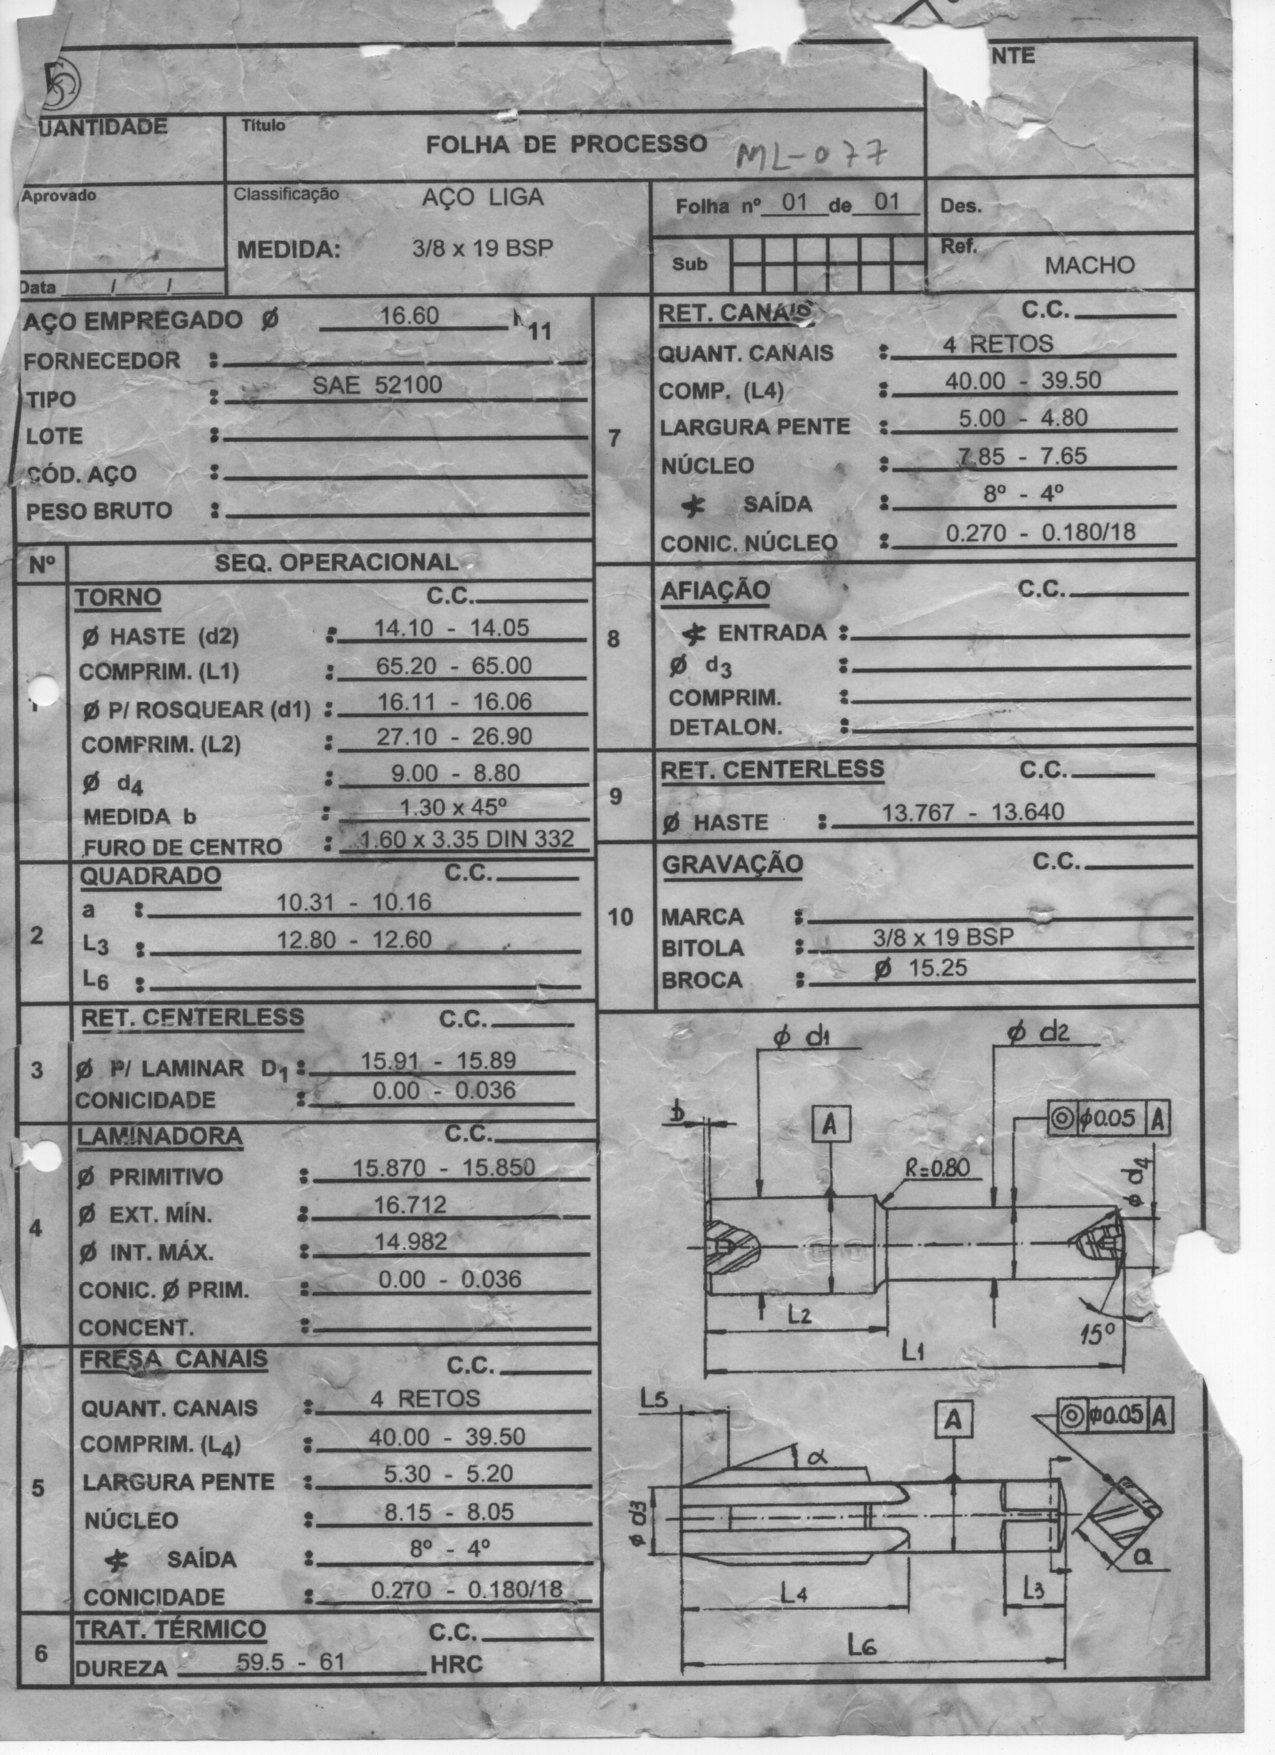 NTE
UANTIDADE
Título
FOLHA DE PROCESSO ML-077
Aprovado
Classificação AÇO LIGA
MEDIDA: 3/8 x 19 BSP
Data / /
Folha nº 01 de 01
Sub
Des.
Ref.
MACHO
AÇO EMPREGADO Ø 16.60 11
FORNECEDOR :
TIPO : SAE 52100
LOTE :
CÓD. AÇO :
PESO BRUTO :
Nº SEQ. OPERACIONAL
TORNO C.C.
Ø HASTE (d2) : 14.10 - 14.05
COMPRIM. (L1) : 65.20 - 65.00
Ø P/ ROSQUEAR (d1) : 16.11 - 16.06
COMPRIM. (L2) : 27.10 - 26.90
Ø d4 : 9.00 - 8.80
MEDIDA b : 1.30 x 45º
FURO DE CENTRO : 1.60 x 3.35 DIN 332
2
QUADRADO C.C.
a : 10.31 - 10.16
L3 : 12.80 - 12.60
L6 :
3
RET. CENTERLESS C.C.
Ø P/ LAMINAR D1 : 15.91 - 15.89
CONICIDADE : 0.00 - 0.036
4
LAMINADORA C.C.
Ø PRIMITIVO : 15.870 - 15.850
Ø EXT. MÍN. : 16.712
Ø INT. MÁX. : 14.982
CONIC. Ø PRIM. : 0.00 - 0.036
CONCENT. :
5
FRESA CANAIS C.C.
QUANT. CANAIS : 4 RETOS
COMPRIM. (L4) : 40.00 - 39.50
LARGURA PENTE : 5.30 - 5.20
NÚCLEO : 8.15 - 8.05
SAÍDA : 8º - 4º
CONICIDADE : 0.270 - 0.180/18
6
TRAT. TÉRMICO C.C.
DUREZA 59.5 - 61 HRC
7
RET. CANAIS C.C.
QUANT. CANAIS : 4 RETOS
COMP. (L4) : 40.00 - 39.50
LARGURA PENTE : 5.00 - 4.80
NÚCLEO : 7.85 - 7.65
SAÍDA : 8º - 4º
CONIC. NÚCLEO : 0.270 - 0.180/18
8
AFIAÇÃO C.C.
ENTRADA :
Ø d3 :
COMPRIM. :
DETALON. :
9
RET. CENTERLESS C.C.
Ø HASTE : 13.767 - 13.640
10
GRAVAÇÃO C.C.
MARCA :
BITOLA : 3/8 x 19 BSP
BROCA : Ø 15.25
ϕ d1
ϕ d2
b
A
◎ ϕ0.05 A
R=0.80
ϕ d4
L2
15º
L1
L5
A
◎ ϕ0.05 A
α
ϕ d3
a
L4
L3
L6